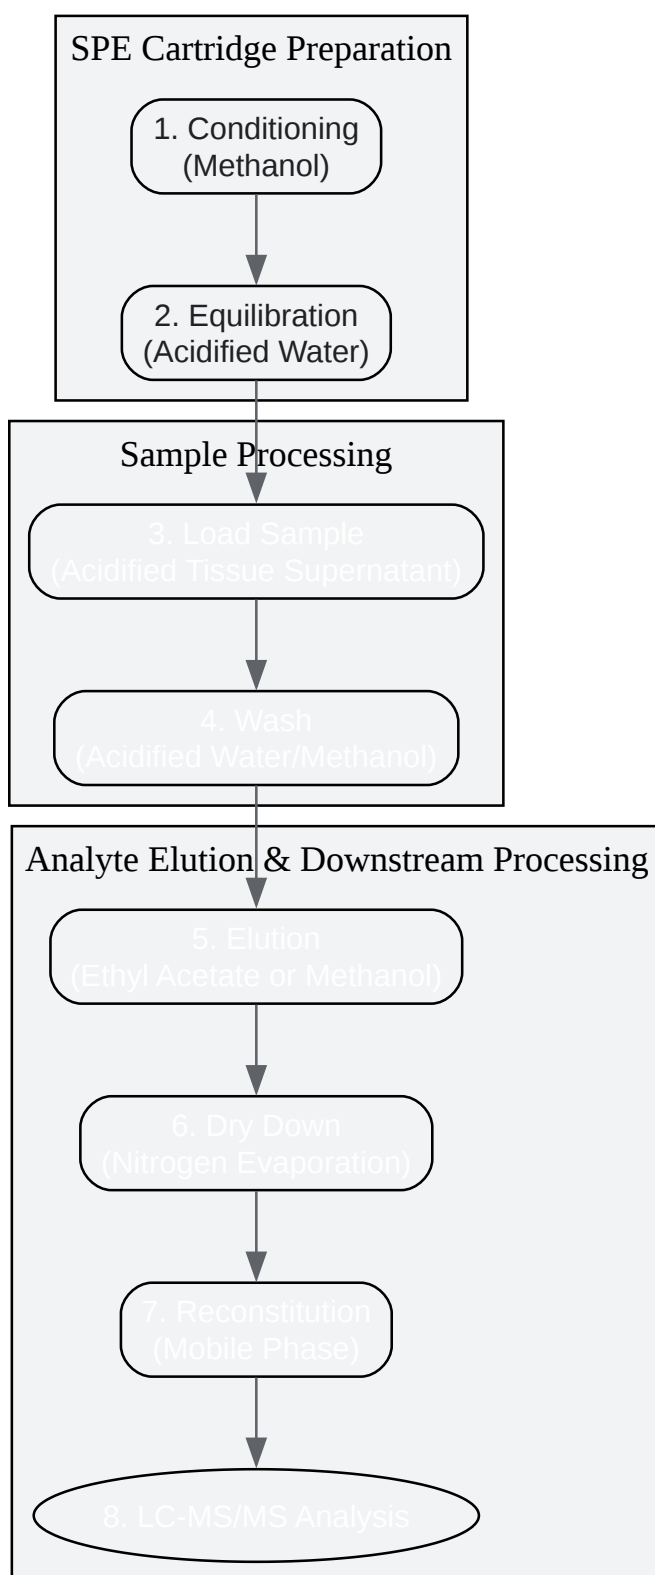 SPE Cartridge Preparation
1. Conditioning
(Methanol)
2. Equilibration
(Acidified Water)
Sample Processing
3. Load Sample
(Acidified Tissue Supernatant)
4. Wash
(Acidified Water/Methanol)
Analyte Elution & Downstream Processing
5. Elution
(Ethyl Acetate or Methanol)
6. Dry Down
(Nitrogen Evaporation)
7. Reconstitution
(Mobile Phase)
8. LC-MS/MS Analysis